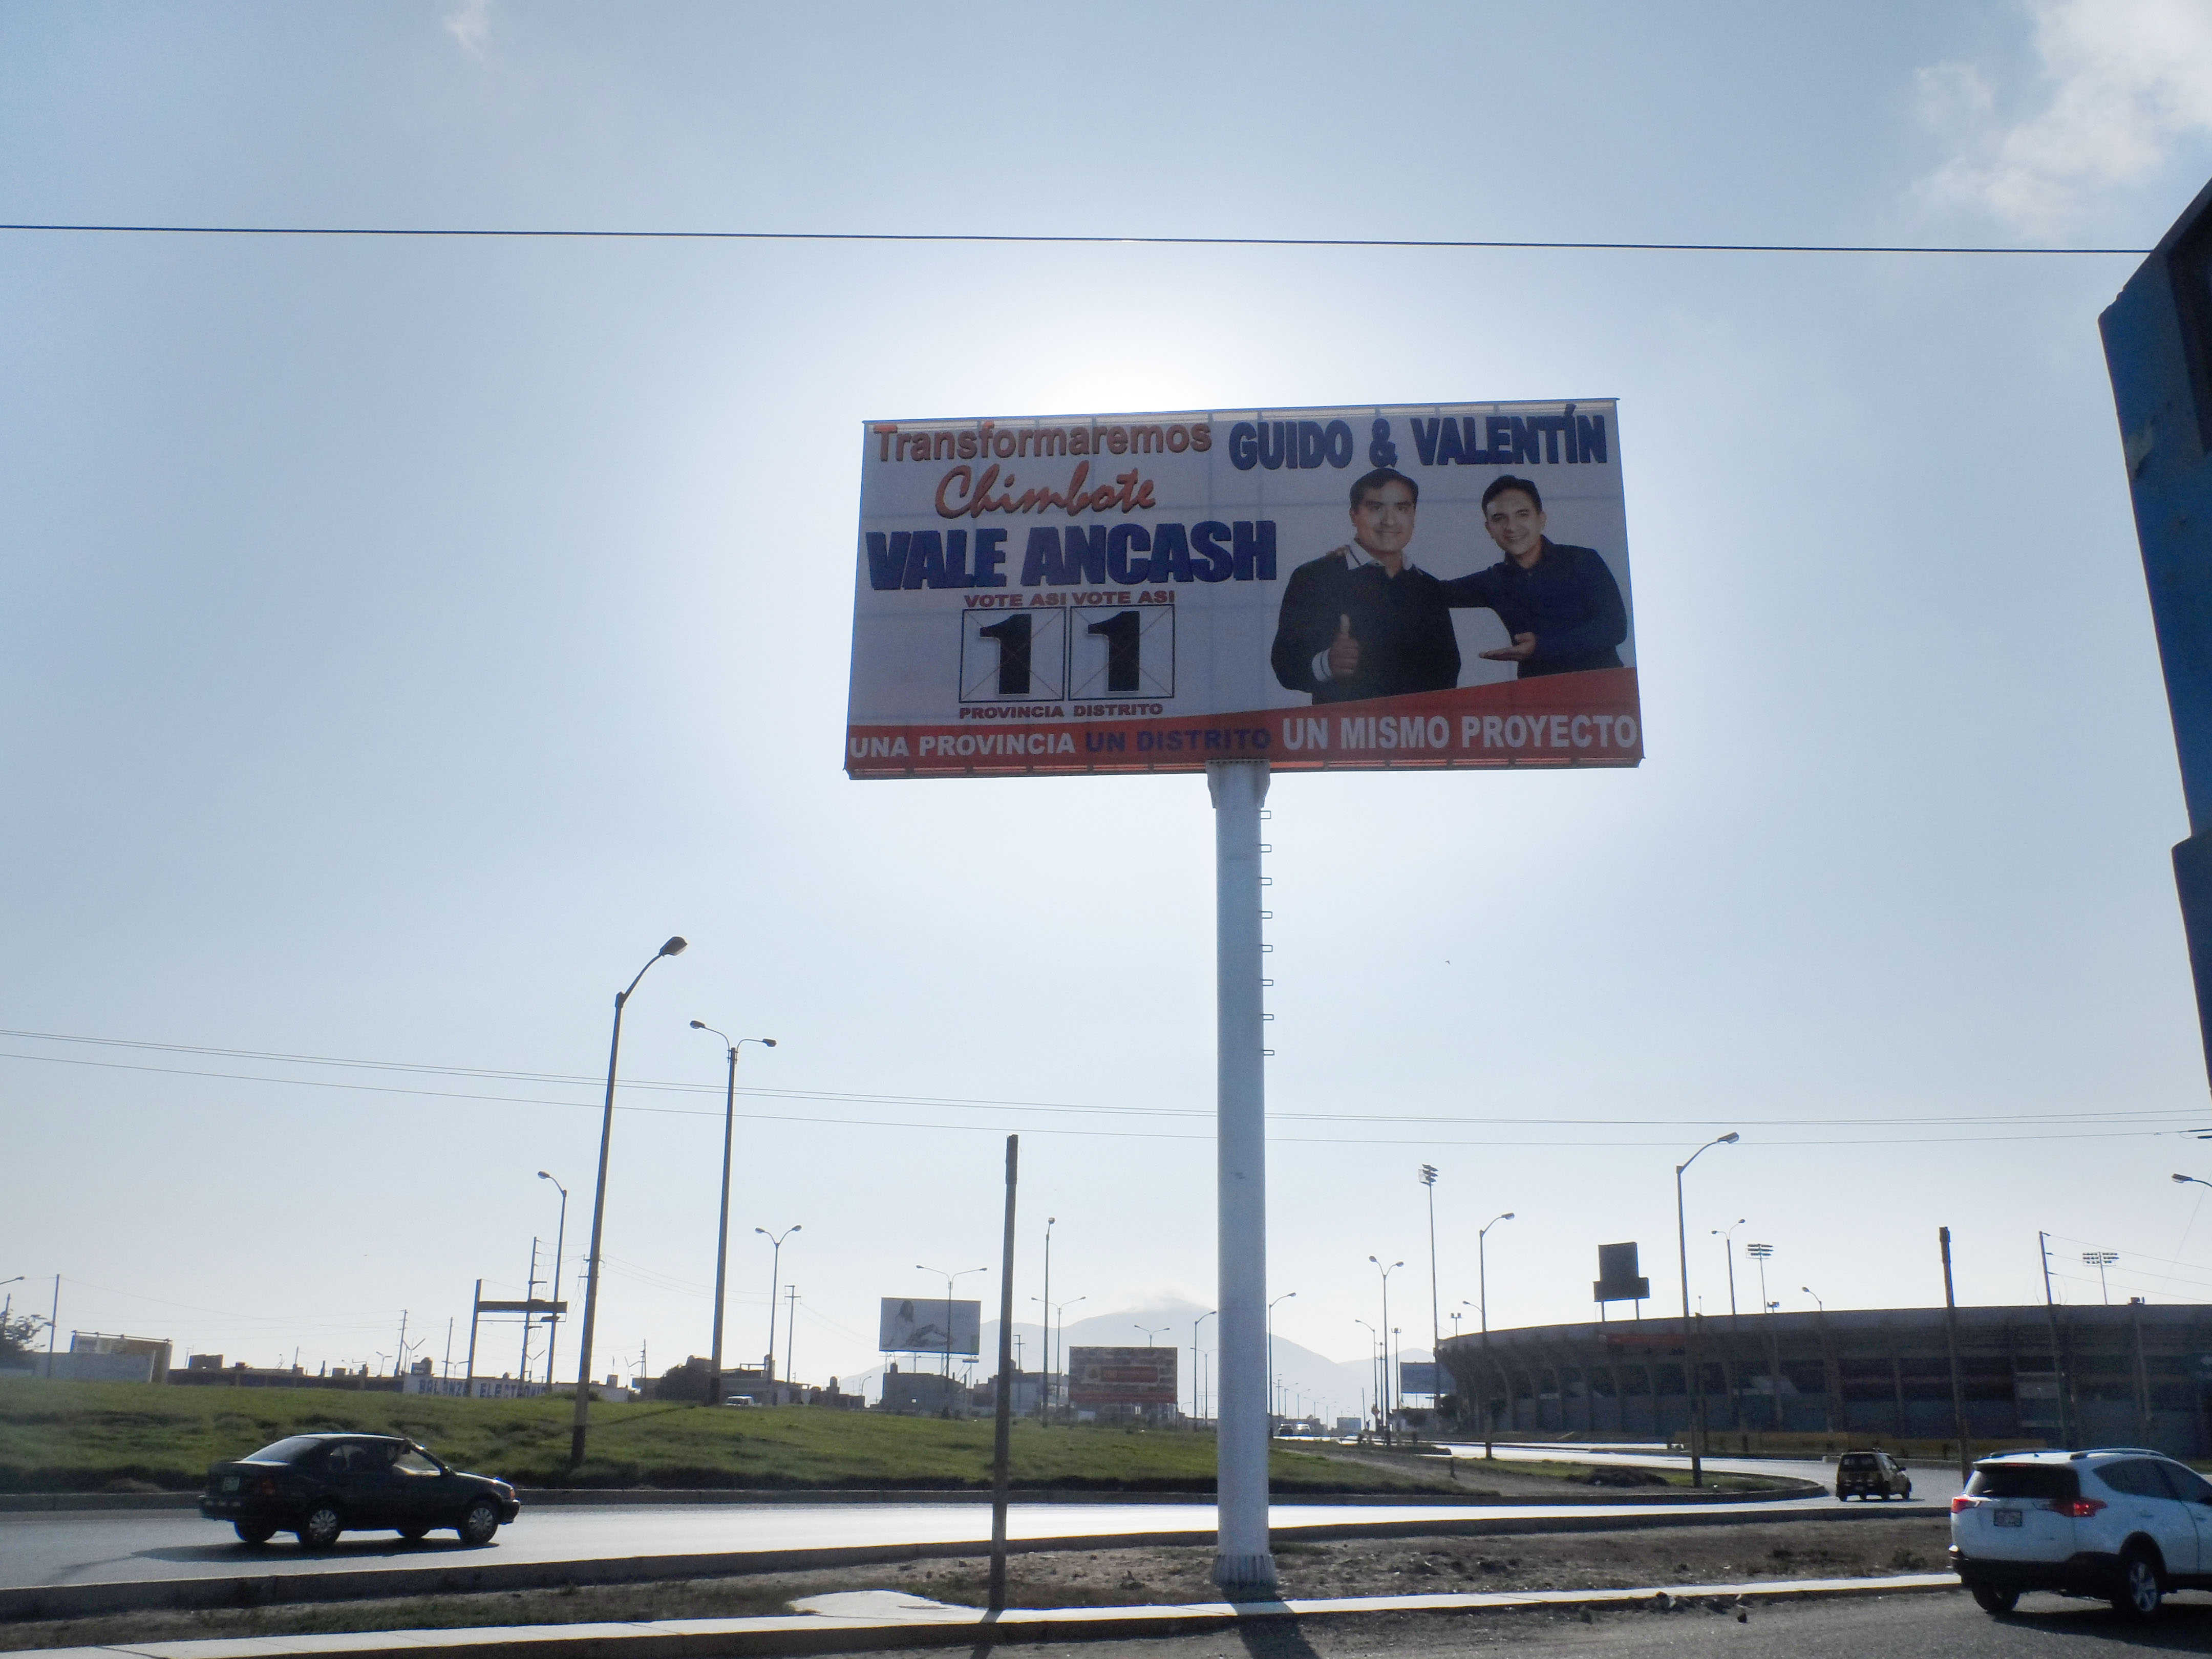 Transformaremos
Chimbote
GUIDO & VALENTÍN
VALE ANCASH
VOTE ASI VOTE ASI
1 1
PROVINCIA DISTRITO
UNA PROVINCIA UN DISTRITO UN MISMO PROYECTO